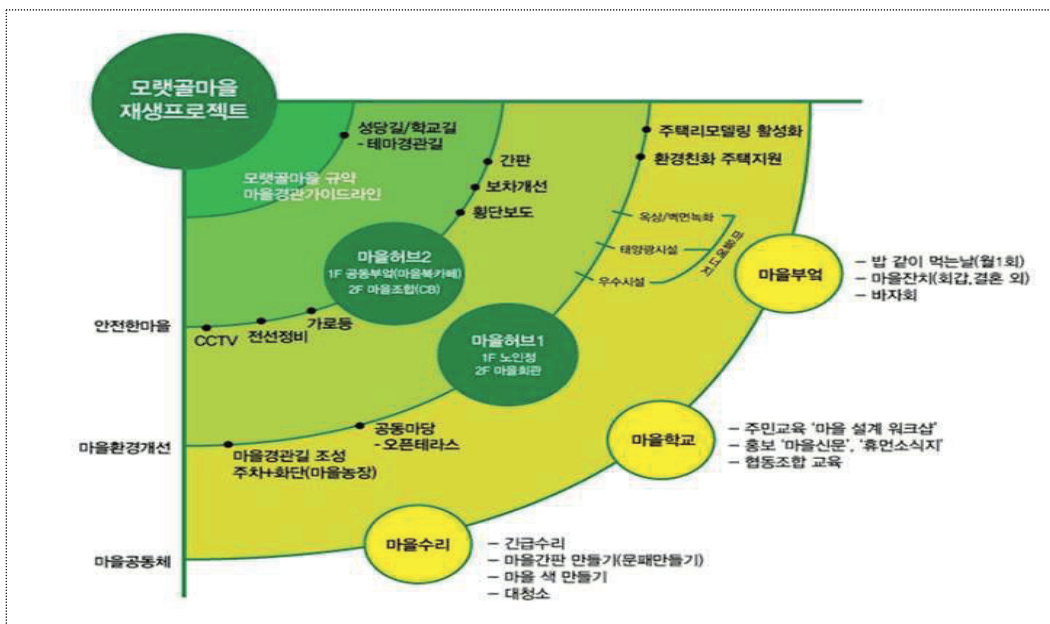 모랫골마을
재생프로젝트
성당길/학교길
- 테마경관길
모랫골마을 규약
마을경관가이드라인
간판
보차개선
횡단보도
주택리모델링 활성화
환경친화 주택지원
옥상/벽면녹화
태양광시설
우수시설
마을허브2
1F 공동부엌(마을북카페)
2F 마을조합(CB)
마을허브1
1F 노인정
2F 마을회관
안전한마을
CCTV
전선정비
가로등
마을환경개선
마을경관길 조성
주차+화단(마을농장)
공동마당
- 오픈테라스
마을공동체
마을부엌
– 밥 같이 먹는날(월1회)
– 마을잔치(회갑,결혼 외)
– 바자회
마을학교
– 주민교육 '마을 설계 워크샵'
– 홍보 '마을신문', '휴먼소식지'
– 협동조합 교육
마을수리
– 긴급수리
– 마을간판 만들기(문패만들기)
– 마을 색 만들기
– 대청소